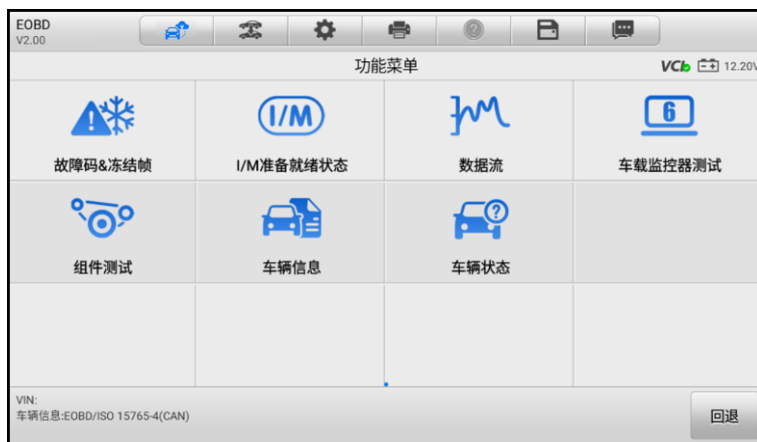 EOBD
V2.00
功能菜单
VCI 12.20V
I/M
6
故障码&冻结帧
I/M准备就绪状态
数据流
车载监控器测试
组件测试
车辆信息
车辆状态
VIN:
车辆信息:EOBD/ISO 15765-4(CAN)
回退